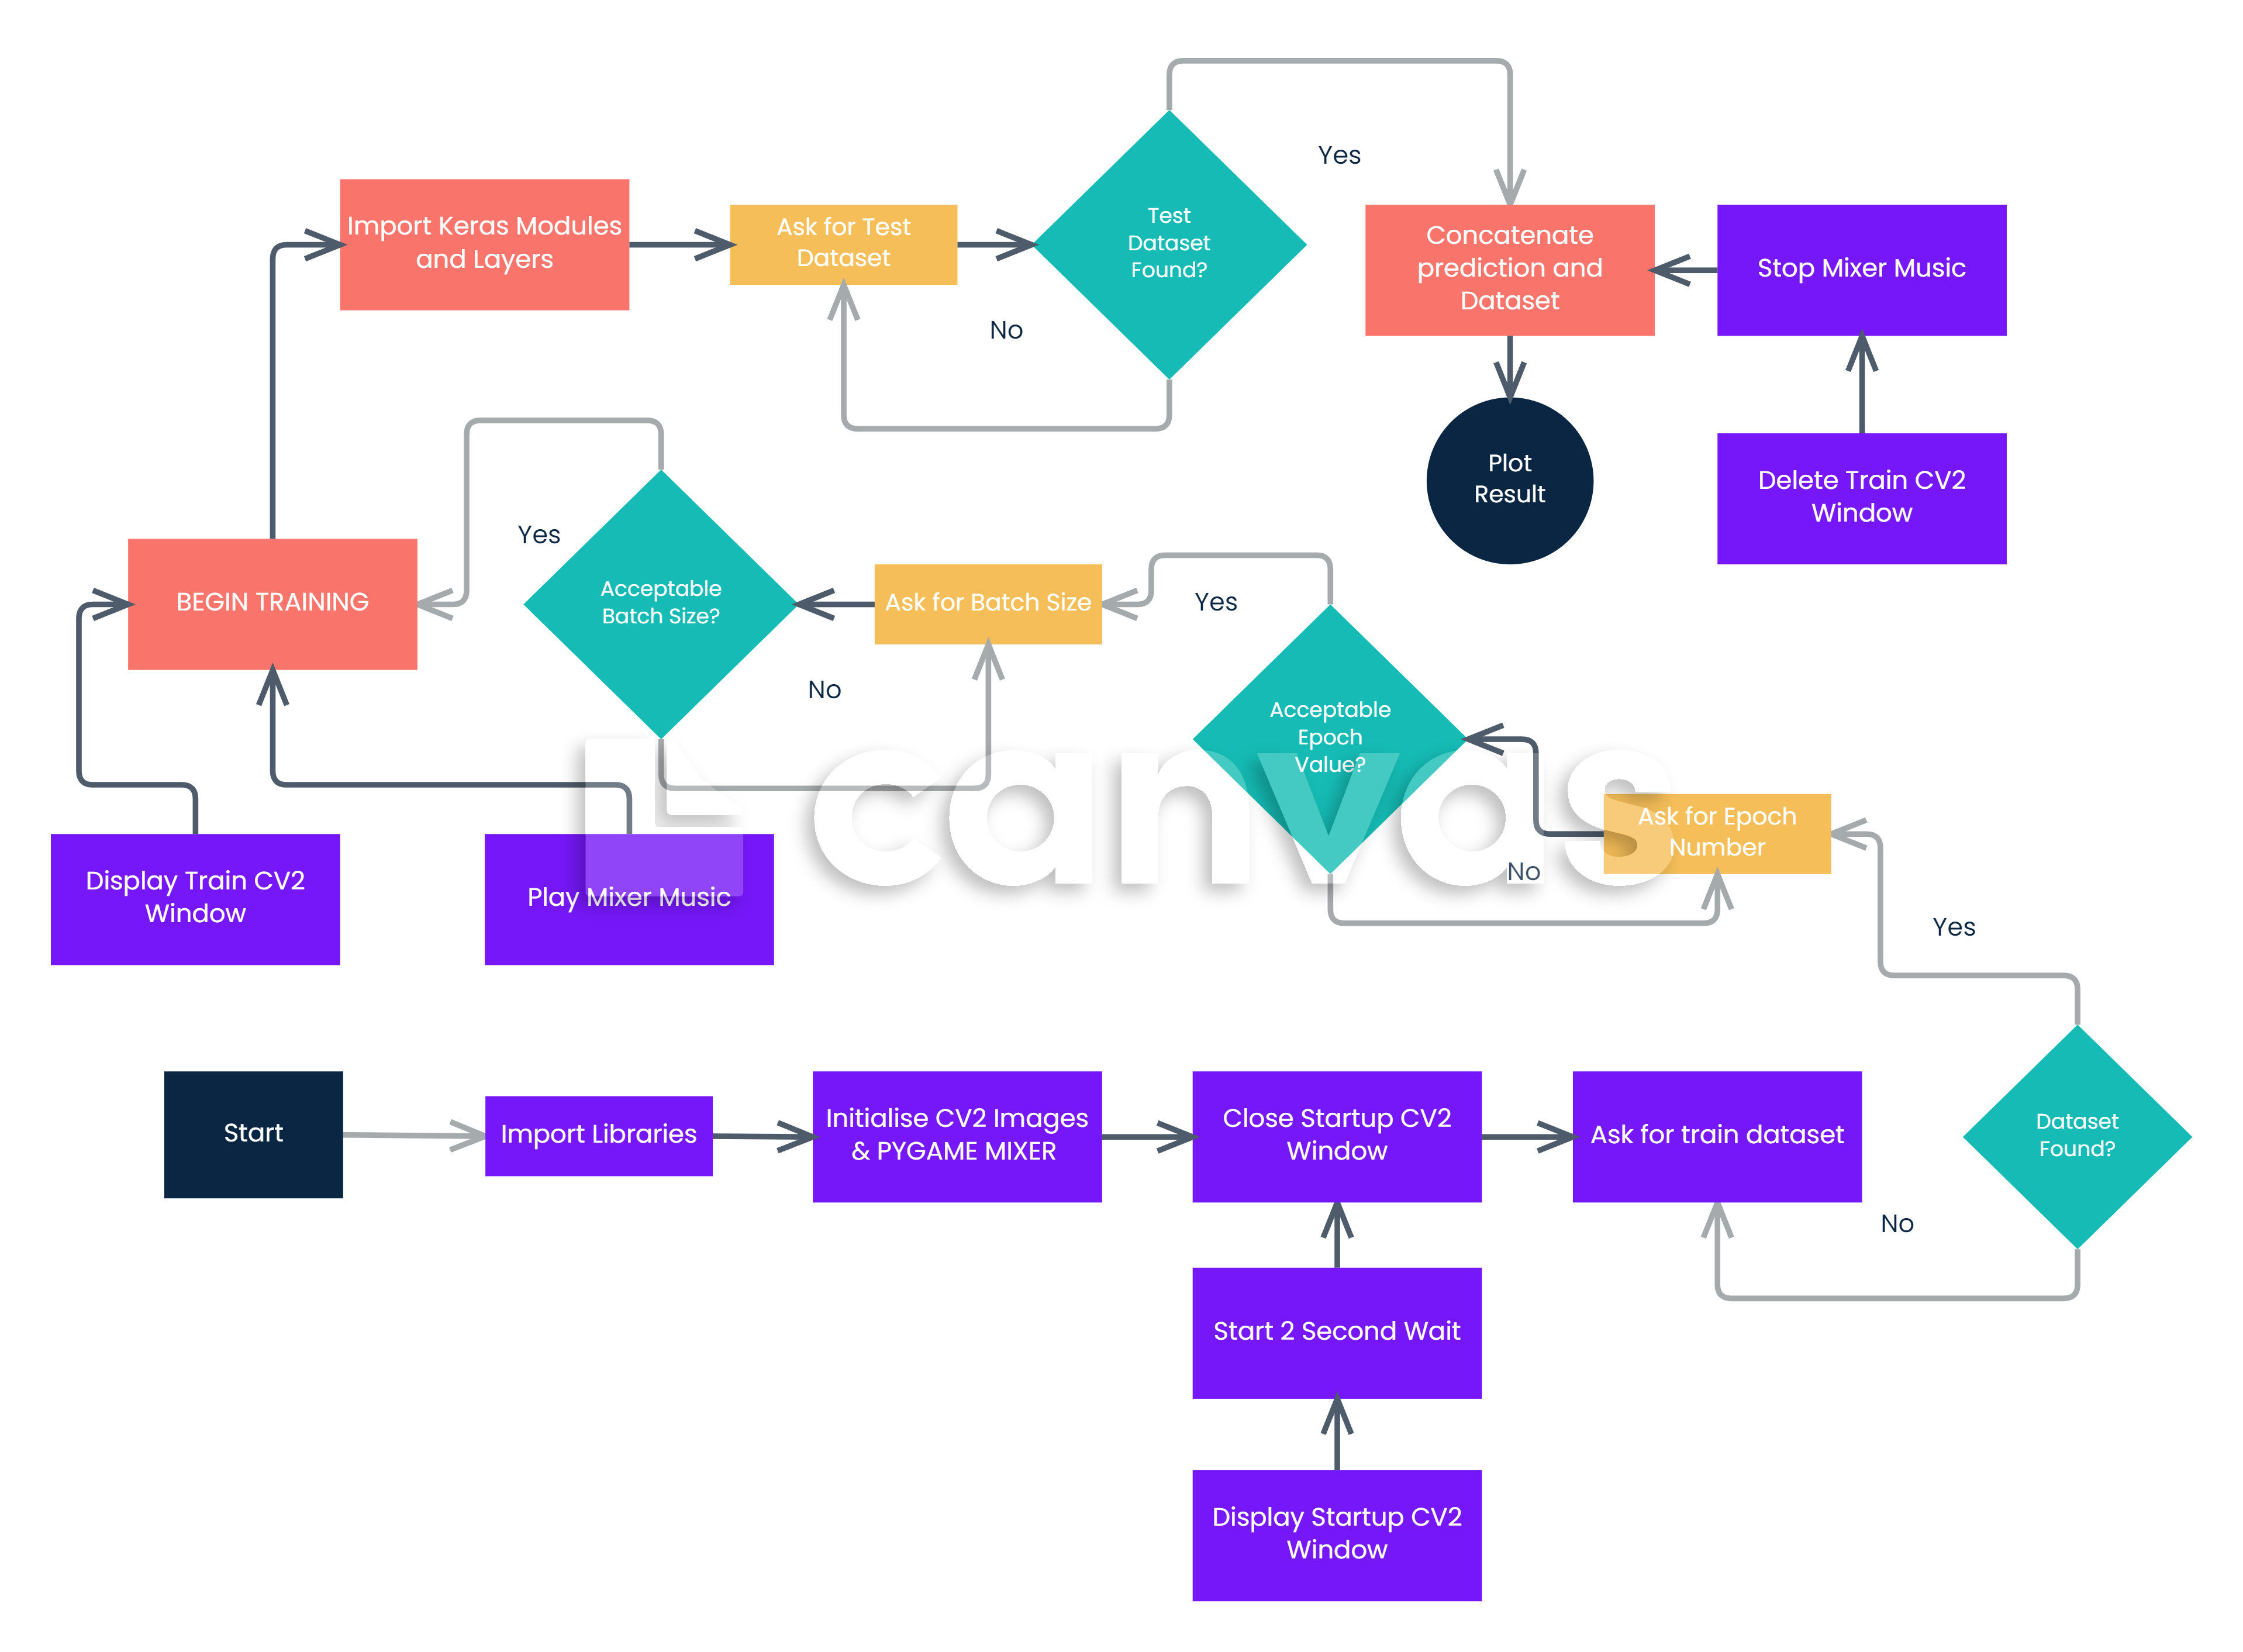 Yes
Import Keras Modules
and Layers
Ask for Test
Dataset
Test
Dataset
Found?
Concatenate
prediction and
Dataset
Stop Mixer Music
No
Plot
Result
Delete Train CV2
Window
Yes
BEGIN TRAINING
Acceptable
Batch Size?
Ask for Batch Size
Yes
No
Acceptable
Epoch
Value?
canvas
Ask for Epoch
Number
No
Display Train CV2
Window
Play Mixer Music
Yes
Start
Import Libraries
Initialise CV2 Images
& PYGAME MIXER
Close Startup CV2
Window
Ask for train dataset
Dataset
Found?
No
Start 2 Second Wait
Display Startup CV2
Window